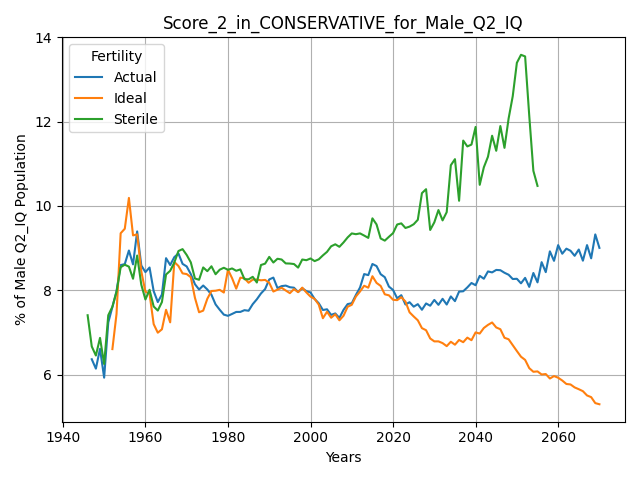 Score_2_in_CONSERVATIVE_for_Male_Q2_IQ
Fertility
Actual
Ideal
Sterile
% of Male Q2_IQ Population
14
12
10
8
6
1940
1960
1980
2000
2020
2040
2060
Years